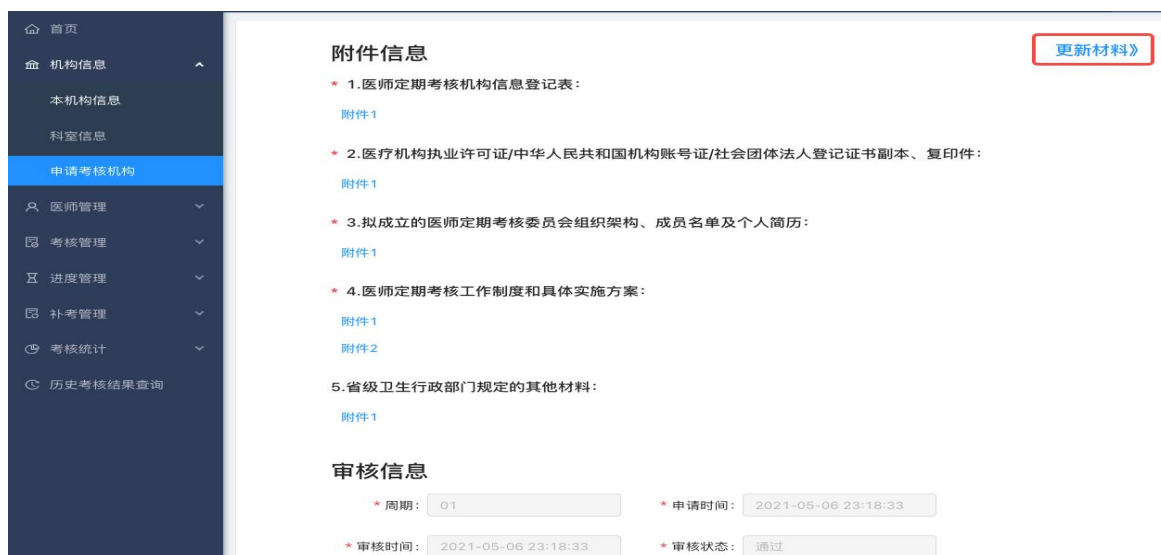 首页
机构信息
本机构信息
科室信息
申请考核机构
医师管理
考核管理
进度管理
补考管理
考核统计
历史考核结果查询
附件信息
更新材料》
* 1.医师定期考核机构信息登记表：
附件1
* 2.医疗机构执业许可证/中华人民共和国机构账号证/社会团体法人登记证书副本、复印件：
附件1
* 3.拟成立的医师定期考核委员会组织架构、成员名单及个人简历：
附件1
* 4.医师定期考核工作制度和具体实施方案：
附件1
附件2
5.省级卫生行政部门规定的其他材料：
附件1
审核信息
* 周期： 01 * 申请时间： 2021-05-06 23:18:33
* 审核时间： 2021-05-06 23:18:33 * 审核状态： 通过